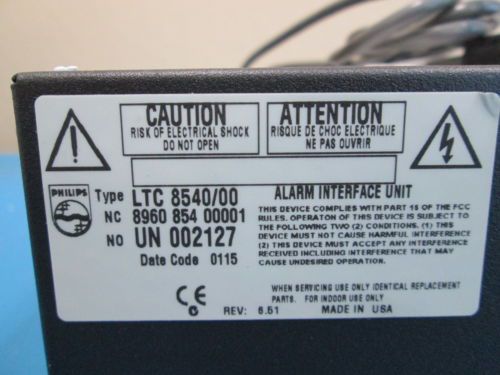 CAUTION
RISK OF ELECTRICAL SHOCK
DO NOT OPEN
ATTENTION
RISQUE DE CHOC ELECTRIQUE
NE PAS OUVRIR
PHILIPS
Type LTC 8540/00
NC 8960 854 00001
NO UN 002127
Date Code 0115
ALARM INTERFACE UNIT
THIS DEVICE COMPLIES WITH PART 15 OF THE FCC
RULES. OPERATON OF THIS DEVICE IS SUBJECT TO
THE FOLLOWING TWO (2) CONDITIONS. (1) THIS
DEVICE MUST NOT CAUSE HARMFUL INTERFERENCE
(2) THIS DEVICE MUST ACCEPT ANY INTERFERENCE
RECEIVED INCLUDING INTERFERENCE THAT MAY
CAUSE UNDESIRED OPERATION.
WHEN SERVICING USE ONLY IDENTICAL REPLACEMENT
PARTS. FOR INDOOR USE ONLY
CE
REV: 6.51 MADE IN USA